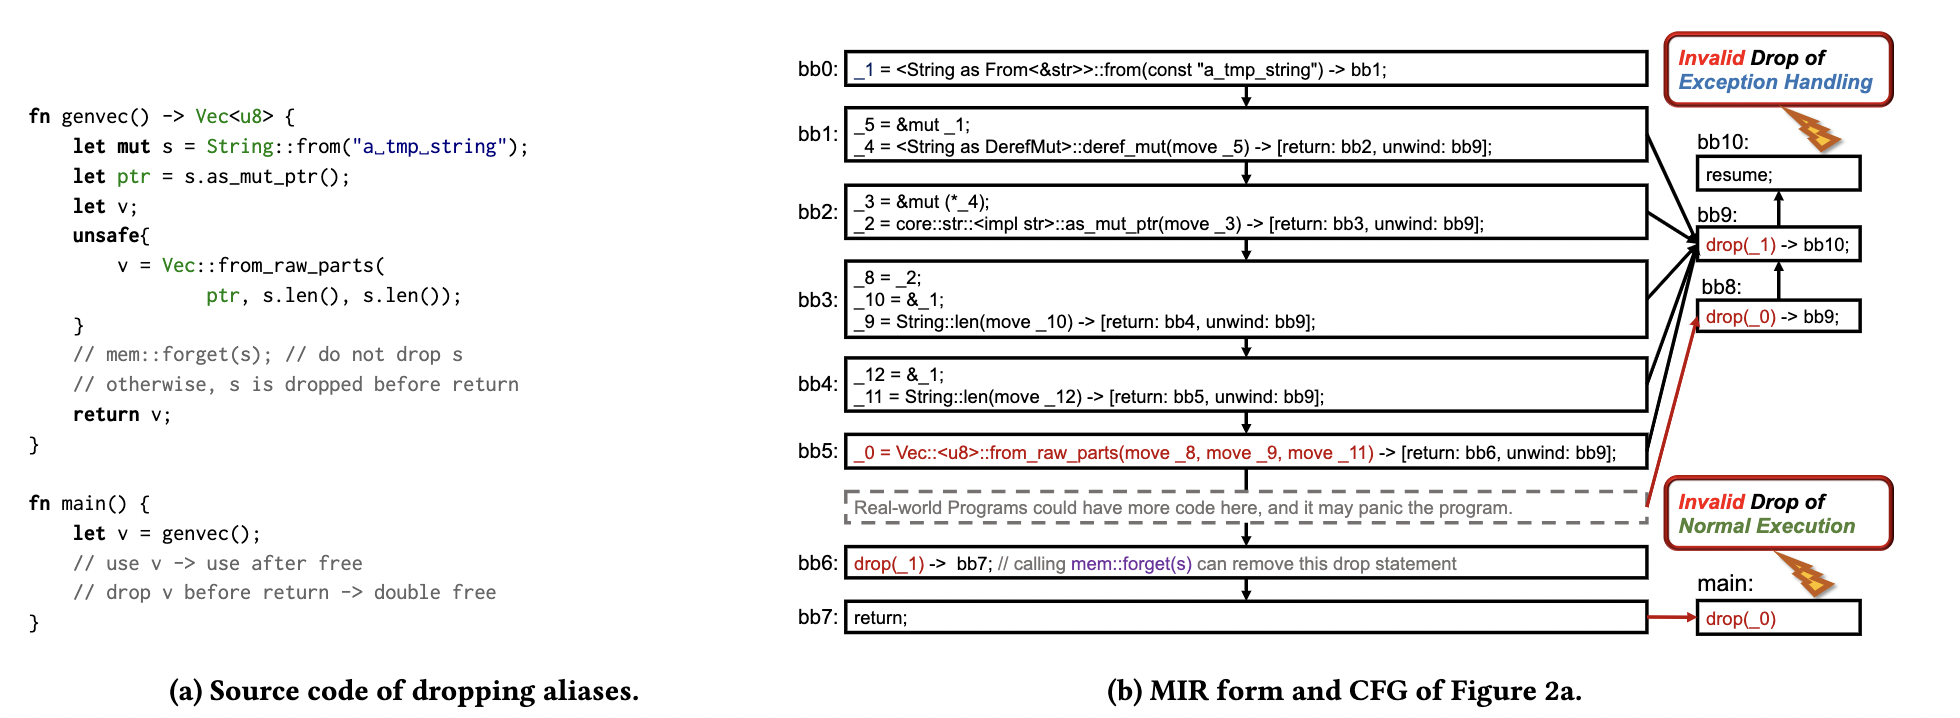 fn genvec() -> Vec<u8> {
let mut s = String::from("a␣tmp␣string");
let ptr = s.as_mut_ptr();
let v;
unsafe{
v = Vec::from_raw_parts(
ptr, s.len(), s.len());
}
// mem::forget(s); // do not drop s
// otherwise, s is dropped before return
return v;
}
fn main() {
let v = genvec();
// use v -> use after free
// drop v before return -> double free
}
(a) Source code of dropping aliases.
bb0:
_1 = <String as From<&str>>::from(const "a_tmp_string") -> bb1;
bb1:
_5 = &mut _1;
_4 = <String as DerefMut>::deref_mut(move _5) -> [return: bb2, unwind: bb9];
bb2:
_3 = &mut (*_4);
_2 = core::str::<impl str>::as_mut_ptr(move _3) -> [return: bb3, unwind: bb9];
bb3:
_8 = _2;
_10 = &_1;
_9 = String::len(move _10) -> [return: bb4, unwind: bb9];
bb4:
_12 = &_1;
_11 = String::len(move _12) -> [return: bb5, unwind: bb9];
bb5:
_0 = Vec::<u8>::from_raw_parts(move _8, move _9, move _11) -> [return: bb6, unwind: bb9];
Real-world Programs could have more code here, and it may panic the program.
bb6:
drop(_1) -> bb7; // calling mem::forget(s) can remove this drop statement
bb7:
return;
Invalid Drop of
Exception Handling
bb10:
resume;
bb9:
drop(_1) -> bb10;
bb8:
drop(_0) -> bb9;
Invalid Drop of
Normal Execution
main:
drop(_0)
(b) MIR form and CFG of Figure 2a.